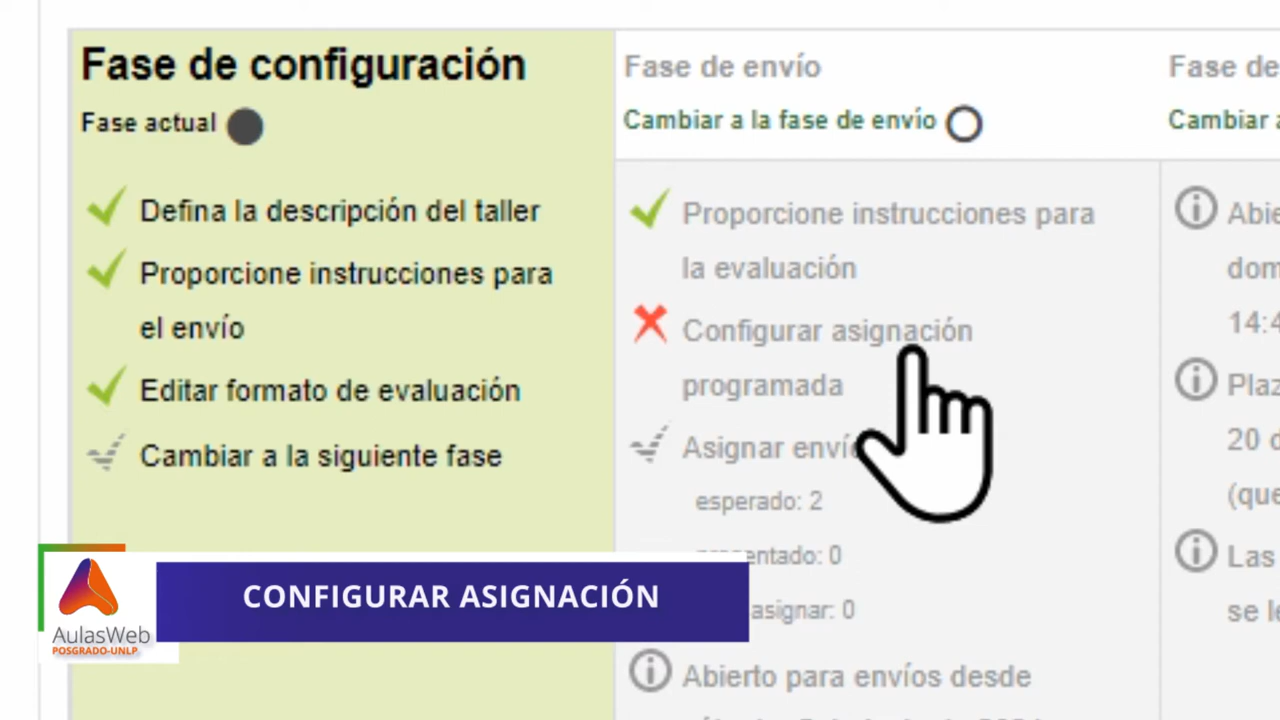 Fase de configuración
Fase actual
Defina la descripción del taller
Proporcione instrucciones para
el envío
Editar formato de evaluación
Cambiar a la siguiente fase
Fase de envío
Cambiar a la fase de envío
Proporcione instrucciones para
la evaluación
Configurar asignación
programada
Asignar
esperado: 2
0
asignar: 0
Abierto para envíos desde
Fase de
Cambiar
14:4
20 d
(que
Las
CONFIGURAR ASIGNACIÓN
AulasWeb
POSGRADO-UNLP